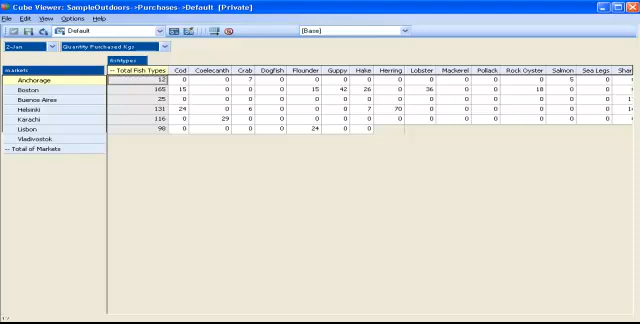 Cube Viewer: SampleOutdoors->Purchases->Default [Private]
File Edit View Options Help
Default [Base]
2-Jan Quantity Purchased Kgs
fishtypes
markets -- Total Fish Types Cod Coelecanth Crab Dogfish Flounder Guppy Hake Herring Lobster Mackerel Pollack Rock Oyster Salmon Sea Legs Shar
Anchorage 12 0 0 7 0 0 0 0 0 0 0 0 0 5 0
Boston 165 15 0 0 0 15 42 26 0 36 0 0 18 0 0
Buenos Aires 25 0 0 0 0 0 0 0 0 0 0 0 0 0 0 1
Helsinki 131 24 0 6 0 0 0 7 70 0 0 0 0 0 0 1
Karachi 116 0 29 0 0 0 0 0 0 0 0 0 0 0 0
Lisbon 98 0 0 0 0 24 0 0
Vladivostok
-- Total of Markets